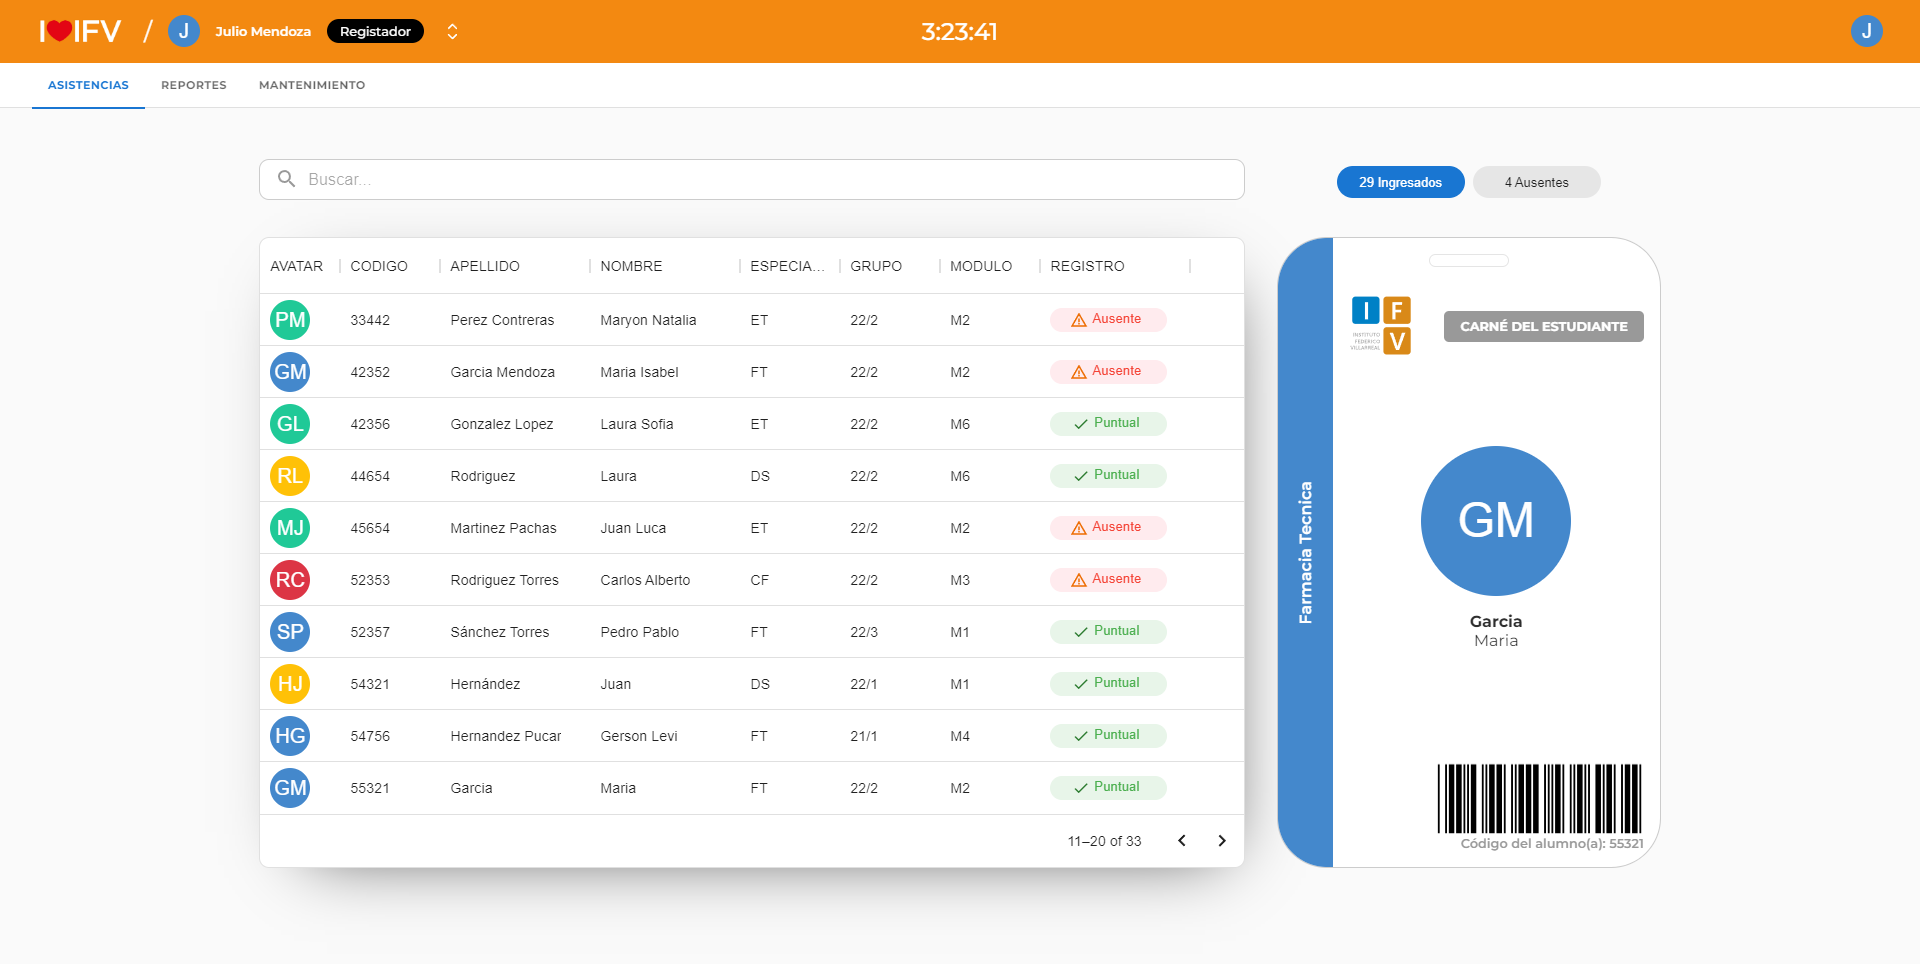 I IFV / J Julio Mendoza Registador 3:23:41 J
ASISTENCIAS REPORTES MANTENIMIENTO
Buscar...
29 Ingresados 4 Ausentes
AVATAR CODIGO APELLIDO NOMBRE ESPECIA... GRUPO MODULO REGISTRO
PM 33442 Perez Contreras Maryon Natalia ET 22/2 M2 Ausente
GM 42352 Garcia Mendoza Maria Isabel FT 22/2 M2 Ausente
GL 42356 Gonzalez Lopez Laura Sofia ET 22/2 M6 Puntual
RL 44654 Rodriguez Laura DS 22/2 M6 Puntual
MJ 45654 Martinez Pachas Juan Luca ET 22/2 M2 Ausente
RC 52353 Rodriguez Torres Carlos Alberto CF 22/2 M3 Ausente
SP 52357 Sánchez Torres Pedro Pablo FT 22/3 M1 Puntual
HJ 54321 Hernández Juan DS 22/1 M1 Puntual
HG 54756 Hernandez Pucar Gerson Levi FT 21/1 M4 Puntual
GM 55321 Garcia Maria FT 22/2 M2 Puntual
11–20 of 33
Farmacia Tecnica
I F
V
INSTITUTO
FEDERICO
VILLARREAL
CARNÉ DEL ESTUDIANTE
GM
Garcia
Maria
Código del alumno(a): 55321